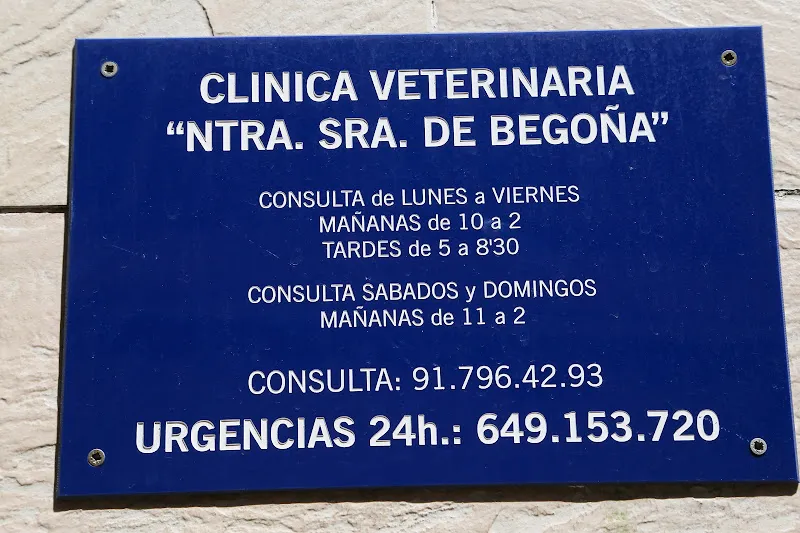 CLINICA VETERINARIA
“NTRA. SRA. DE BEGOÑA”
CONSULTA de LUNES a VIERNES
MAÑANAS de 10 a 2
TARDES de 5 a 8'30
CONSULTA SABADOS y DOMINGOS
MAÑANAS de 11 a 2
CONSULTA: 91.796.42.93
URGENCIAS 24h.: 649.153.720